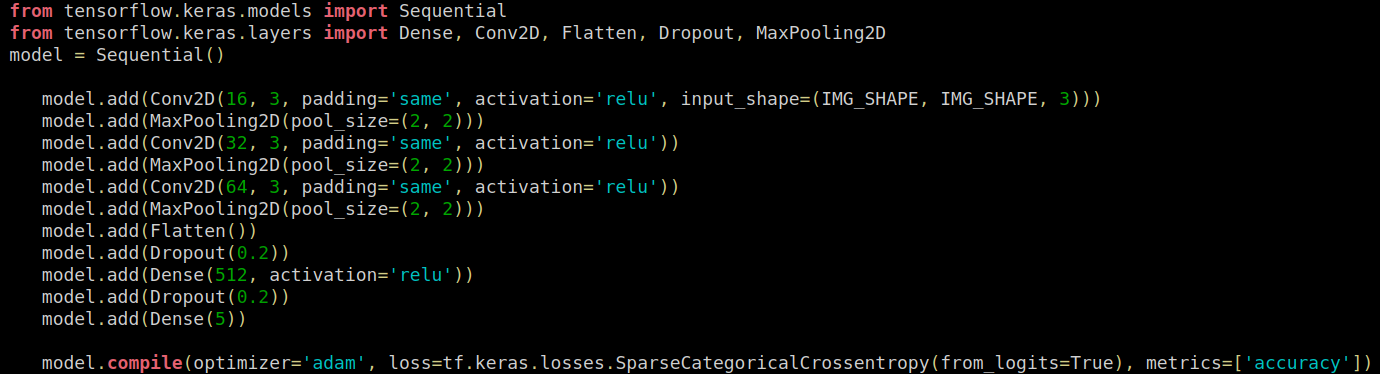 from tensorflow.keras.models import Sequential
from tensorflow.keras.layers import Dense, Conv2D, Flatten, Dropout, MaxPooling2D
model = Sequential()

   model.add(Conv2D(16, 3, padding='same', activation='relu', input_shape=(IMG_SHAPE, IMG_SHAPE, 3)))
   model.add(MaxPooling2D(pool_size=(2, 2)))
   model.add(Conv2D(32, 3, padding='same', activation='relu'))
   model.add(MaxPooling2D(pool_size=(2, 2)))
   model.add(Conv2D(64, 3, padding='same', activation='relu'))
   model.add(MaxPooling2D(pool_size=(2, 2)))
   model.add(Flatten())
   model.add(Dropout(0.2))
   model.add(Dense(512, activation='relu'))
   model.add(Dropout(0.2))
   model.add(Dense(5))

   model.compile(optimizer='adam', loss=tf.keras.losses.SparseCategoricalCrossentropy(from_logits=True), metrics=['accuracy'])